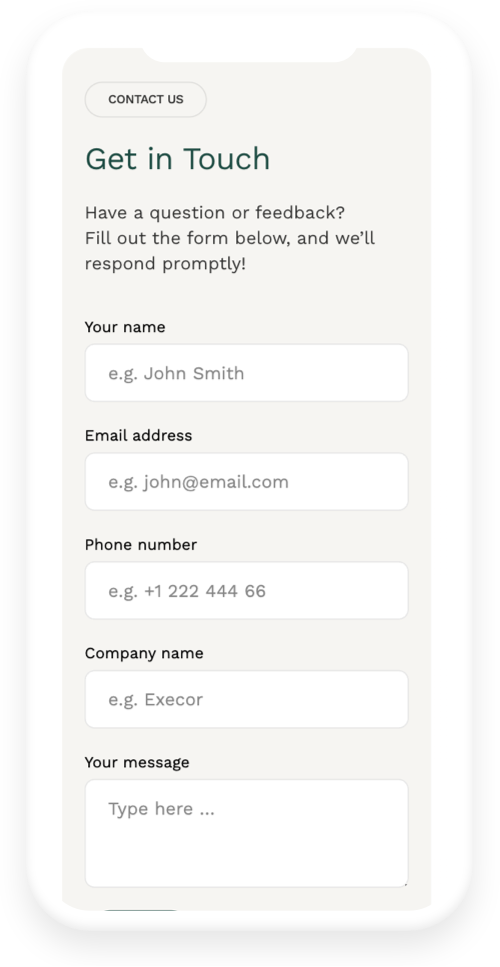 CONTACT US
Get in Touch
Have a question or feedback?
Fill out the form below, and we’ll
respond promptly!
Your name
e.g. John Smith
Email address
e.g. john@email.com
Phone number
e.g. +1 222 444 66
Company name
e.g. Execor
Your message
Type here ...